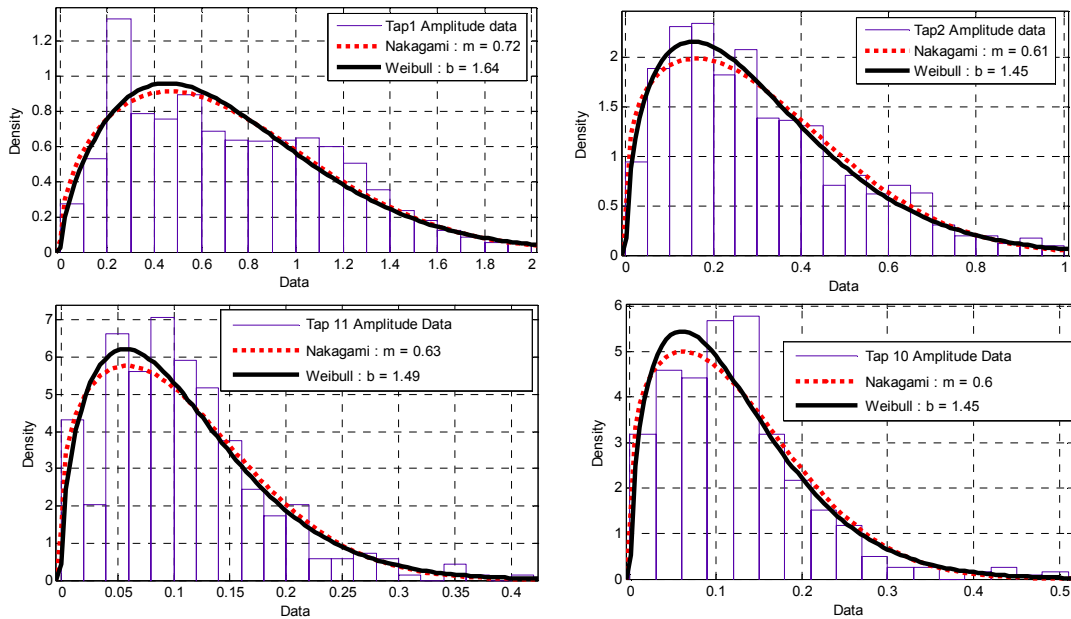 Tap1 Amplitude data
Nakagami : m = 0.72
Weibull : b = 1.64
1.2
1
0.8
0.6
0.4
0.2
0
Density
0 0.2 0.4 0.6 0.8 1 1.2 1.4 1.6 1.8 2
Data
Tap2 Amplitude data
Nakagami : m = 0.61
Weibull : b = 1.45
2
1.5
1
0.5
0
Density
0 0.2 0.4 0.6 0.8 1
Data
Tap 11 Amplitude Data
Nakagami : m = 0.63
Weibull : b = 1.49
7
6
5
4
3
2
1
0
Density
0 0.05 0.1 0.15 0.2 0.25 0.3 0.35 0.4
Data
Tap 10 Amplitude Data
Nakagami : m = 0.6
Weibull : b = 1.45
6
5
4
3
2
1
0
Density
0 0.1 0.2 0.3 0.4 0.5
Data